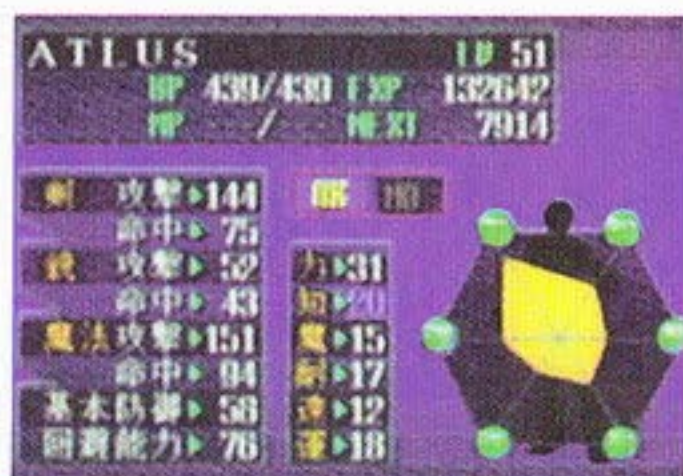 ATLUS LV 51
HP 439/439 EXP 132642
MP ---/--- NEXT 7914
剣 攻撃▶144
命中▶75
銃 攻撃▶52
命中▶43
魔法攻撃▶151
命中▶94
基本防御▶58
回避能力▶76
OK NO
力▶31
知▶20
魔▶15
耐▶17
速▶12
運▶18